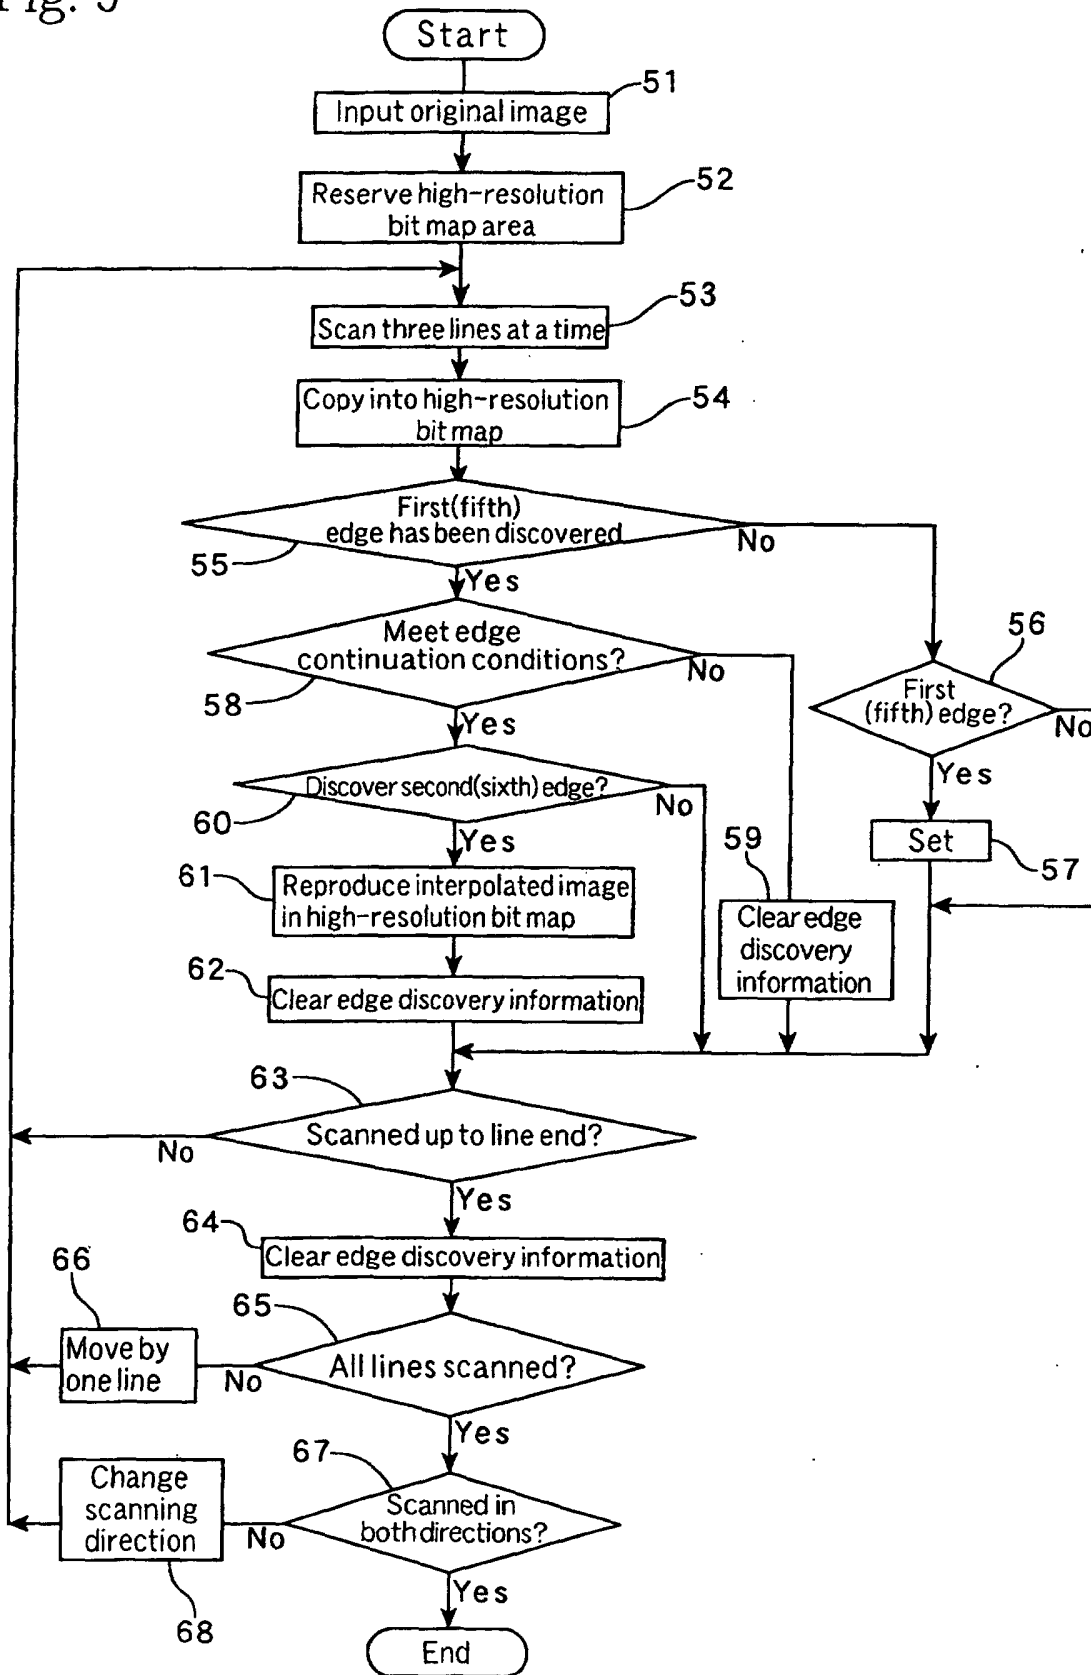 Start
51
Input original image
52
Reserve high-resolution
bit map area
53
Scan three lines at a time
Copy into high-resolution
bit map
54
First(fifth)
edge has been discovered
55
No
Yes
Meet edge
continuation conditions?
58
No
Yes
56
First
(fifth) edge?
No
Yes
Set
57
Discover second(sixth) edge?
60
No
Yes
59
Clear edge
discovery
information
61
Reproduce interpolated image
in high-resolution bit map
62
Clear edge discovery information
63
Scanned up to line end?
No
Yes
64
Clear edge discovery information
65
66
Move by
one line
All lines scanned?
No
Yes
67
Change
scanning
direction
Scanned in
both directions?
No
Yes
68
End